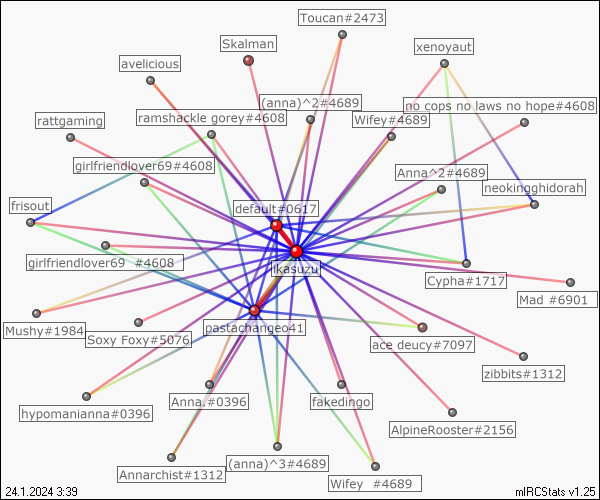 Toucan#2473
Skalman
xenoyaut
avelicious
(anna)^2#4689
no cops no laws no hope#4608
rattgaming
ramshackle gorey#4608
Wifey#4689
girlfriendlover69#4608
Anna^2#4689
neokingghidorah
frisout
default#0617
girlfriendlover69 #4608
ikasuzu
Cypha#1717
Mad #6901
Mushy#1984
Soxy Foxy#5076
pastachangeo41
ace deucy#7097
zibbits#1312
hypomanianna#0396
Anna.#0396
fakedingo
AlpineRooster#2156
Annarchist#1312
(anna)^3#4689
Wifey #4689
24.1.2024 3:39
mIRCStats v1.25